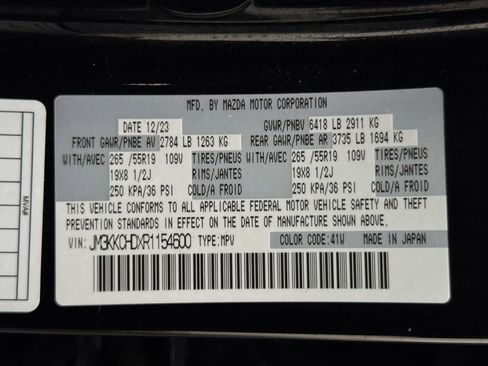 MFD. BY MAZDA MOTOR CORPORATION
DATE 12/23 GVWR/PNBV 6418 LB 2911 KG
FRONT GAWR/PNBE AV 2784 LB 1263 KG REAR GAWR/PNBE AR 3735 LB 1694 KG
WITH/AVEC 265 /55R19 109V TIRES/PNEUS WITH/AVEC 265 /55R19 109V TIRES/PNEUS
19X8 1/2J RIMS/JANTES 19X8 1/2J RIMS/JANTES
250 KPA/36 PSI COLD/A FROID 250 KPA/36 PSI COLD/A FROID
THIS VEHICLE CONFORMS TO ALL APPLICABLE FEDERAL MOTOR VEHICLE SAFETY AND THEFT
PREVENTION STANDARDS IN EFFECT ON THE DATE OF MANUFACTURE SHOWN ABOVE.
VIN: JM3KKCHDXR1154600 TYPE:MPV COLOR CODE:41W MADE IN JAPAN
MVA#